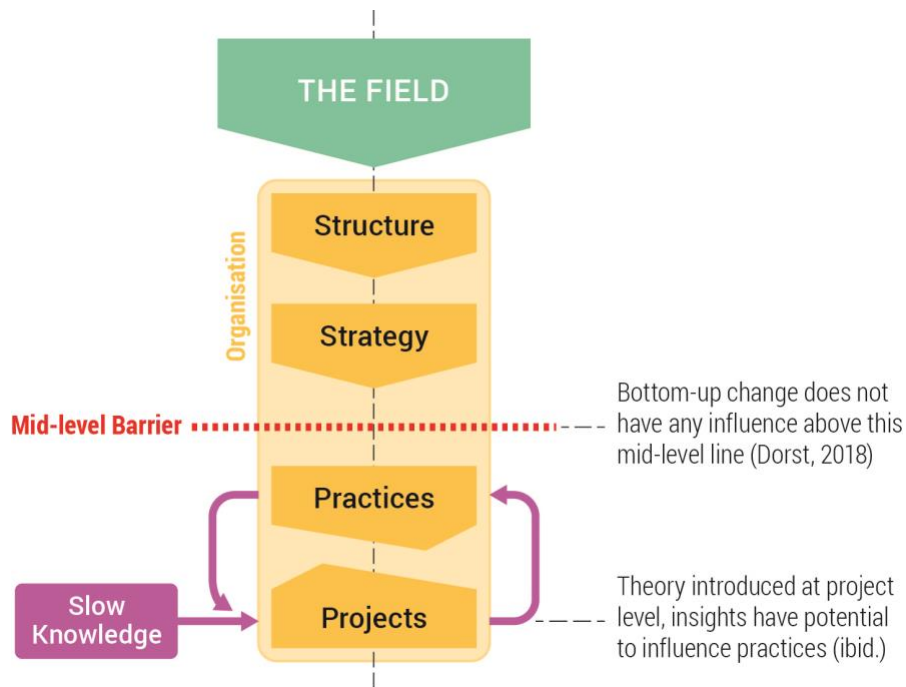 THE FIELD
Organisation
Structure
Strategy
Mid-level Barrier
Bottom-up change does not
have any influence above this
mid-level line (Dorst, 2018)
Practices
Slow
Knowledge
Projects
Theory introduced at project
level, insights have potential
to influence practices (ibid.)